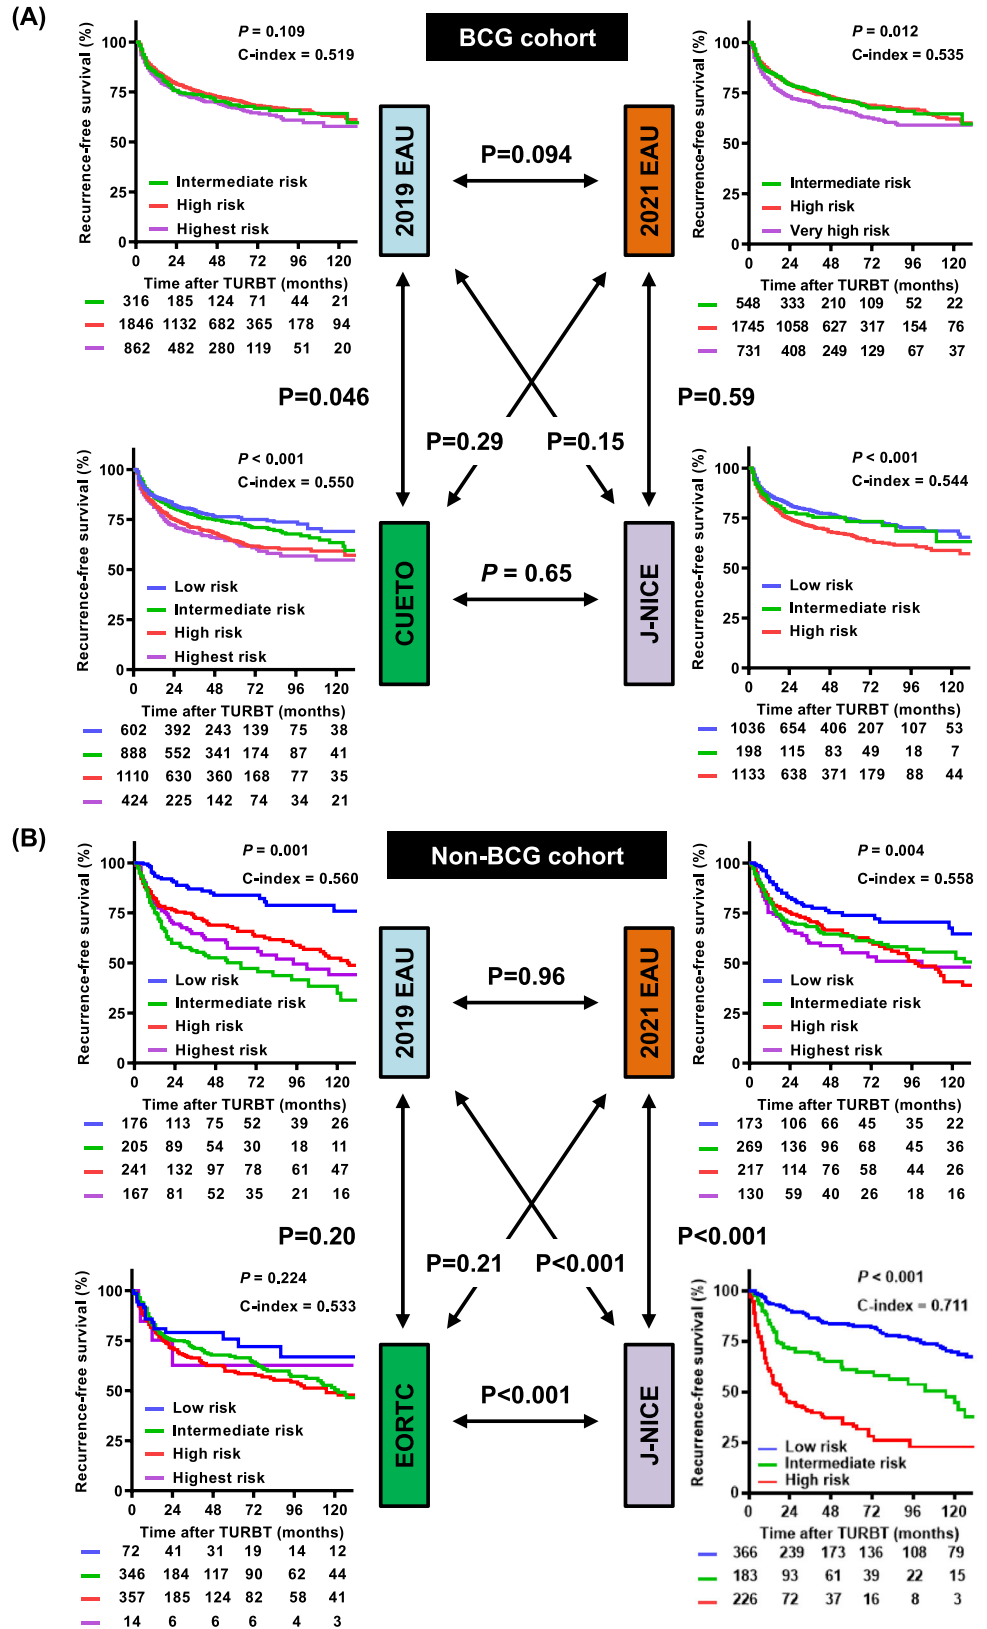 (A)
BCG cohort
Recurrence-free survival (%)
P = 0.109
C-index = 0.519
100
75
50
25
0
Intermediate risk
High risk
Highest risk
0 24 48 72 96 120
Time after TURBT (months)
316 185 124 71 44 21
1846 1132 682 365 178 94
862 482 280 119 51 20
2019 EAU
P=0.094
2021 EAU
Recurrence-free survival (%)
P = 0.012
C-index = 0.535
100
75
50
25
0
Intermediate risk
High risk
Very high risk
0 24 48 72 96 120
Time after TURBT (months)
548 333 210 109 52 22
1745 1058 627 317 154 76
731 408 249 129 67 37
P=0.046
P=0.59
P=0.29
P=0.15
Recurrence-free survival (%)
P < 0.001
C-index = 0.550
100
75
50
25
0
Low risk
Intermediate risk
High risk
Highest risk
0 24 48 72 96 120
Time after TURBT (months)
602 392 243 139 75 38
888 552 341 174 87 41
1110 630 360 168 77 35
424 225 142 74 34 21
CUETO
P = 0.65
J-NICE
Recurrence-free survival (%)
P < 0.001
C-index = 0.544
100
75
50
25
0
Low risk
Intermediate risk
High risk
0 24 48 72 96 120
Time after TURBT (months)
1036 654 406 207 107 53
198 115 83 49 18 7
1133 638 371 179 88 44
(B)
Non-BCG cohort
Recurrence-free survival (%)
P = 0.001
C-index = 0.560
100
75
50
25
0
Low risk
Intermediate risk
High risk
Highest risk
0 24 48 72 96 120
Time after TURBT (months)
176 113 75 52 39 26
205 89 54 30 18 11
241 132 97 78 61 47
167 81 52 35 21 16
2019 EAU
P=0.96
2021 EAU
Recurrence-free survival (%)
P = 0.004
C-index = 0.558
100
75
50
25
0
Low risk
Intermediate risk
High risk
Highest risk
0 24 48 72 96 120
Time after TURBT (months)
173 106 66 45 35 22
269 136 96 68 45 36
217 114 76 58 44 26
130 59 40 26 18 16
P=0.20
P<0.001
P=0.21
P<0.001
Recurrence-free survival (%)
P = 0.224
C-index = 0.533
100
75
50
25
0
Low risk
Intermediate risk
High risk
Highest risk
0 24 48 72 96 120
Time after TURBT (months)
72 41 31 19 14 12
346 184 117 90 62 44
357 185 124 82 58 41
14 6 6 6 4 3
EORTC
P<0.001
J-NICE
Recurrence-free survival (%)
P < 0.001
C-index = 0.711
100
75
50
25
0
Low risk
Intermediate risk
High risk
0 24 48 72 96 120
Time after TURBT (months)
366 239 173 136 108 79
183 93 61 39 22 15
226 72 37 16 8 3